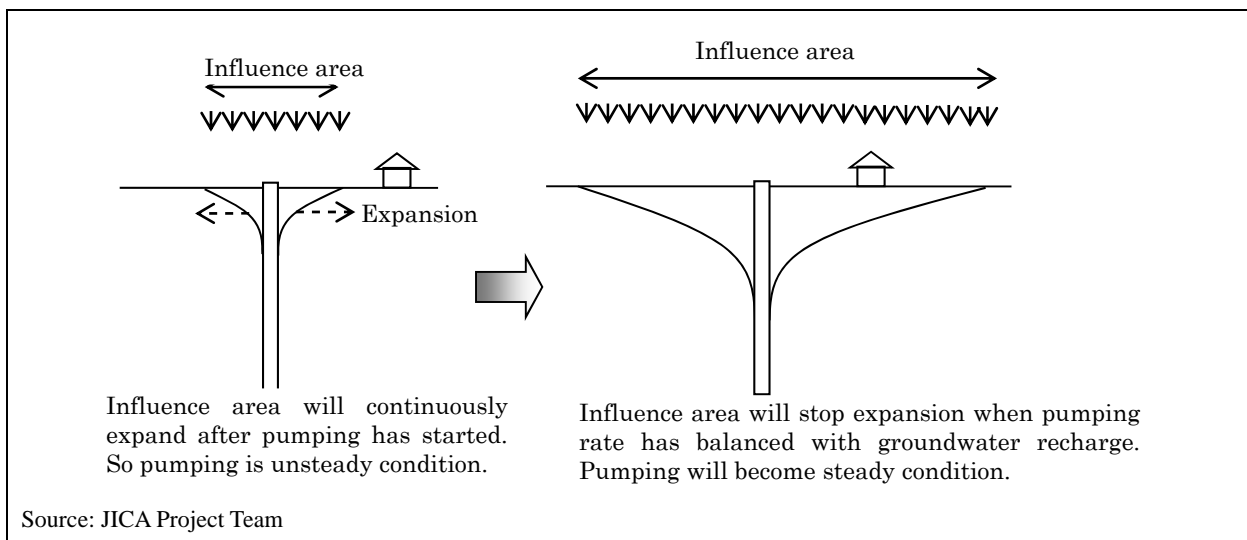 Influence area
Expansion
Influence area will continuously
expand after pumping has started.
So pumping is unsteady condition.
Influence area
Influence area will stop expansion when pumping
rate has balanced with groundwater recharge.
Pumping will become steady condition.
Source: JICA Project Team